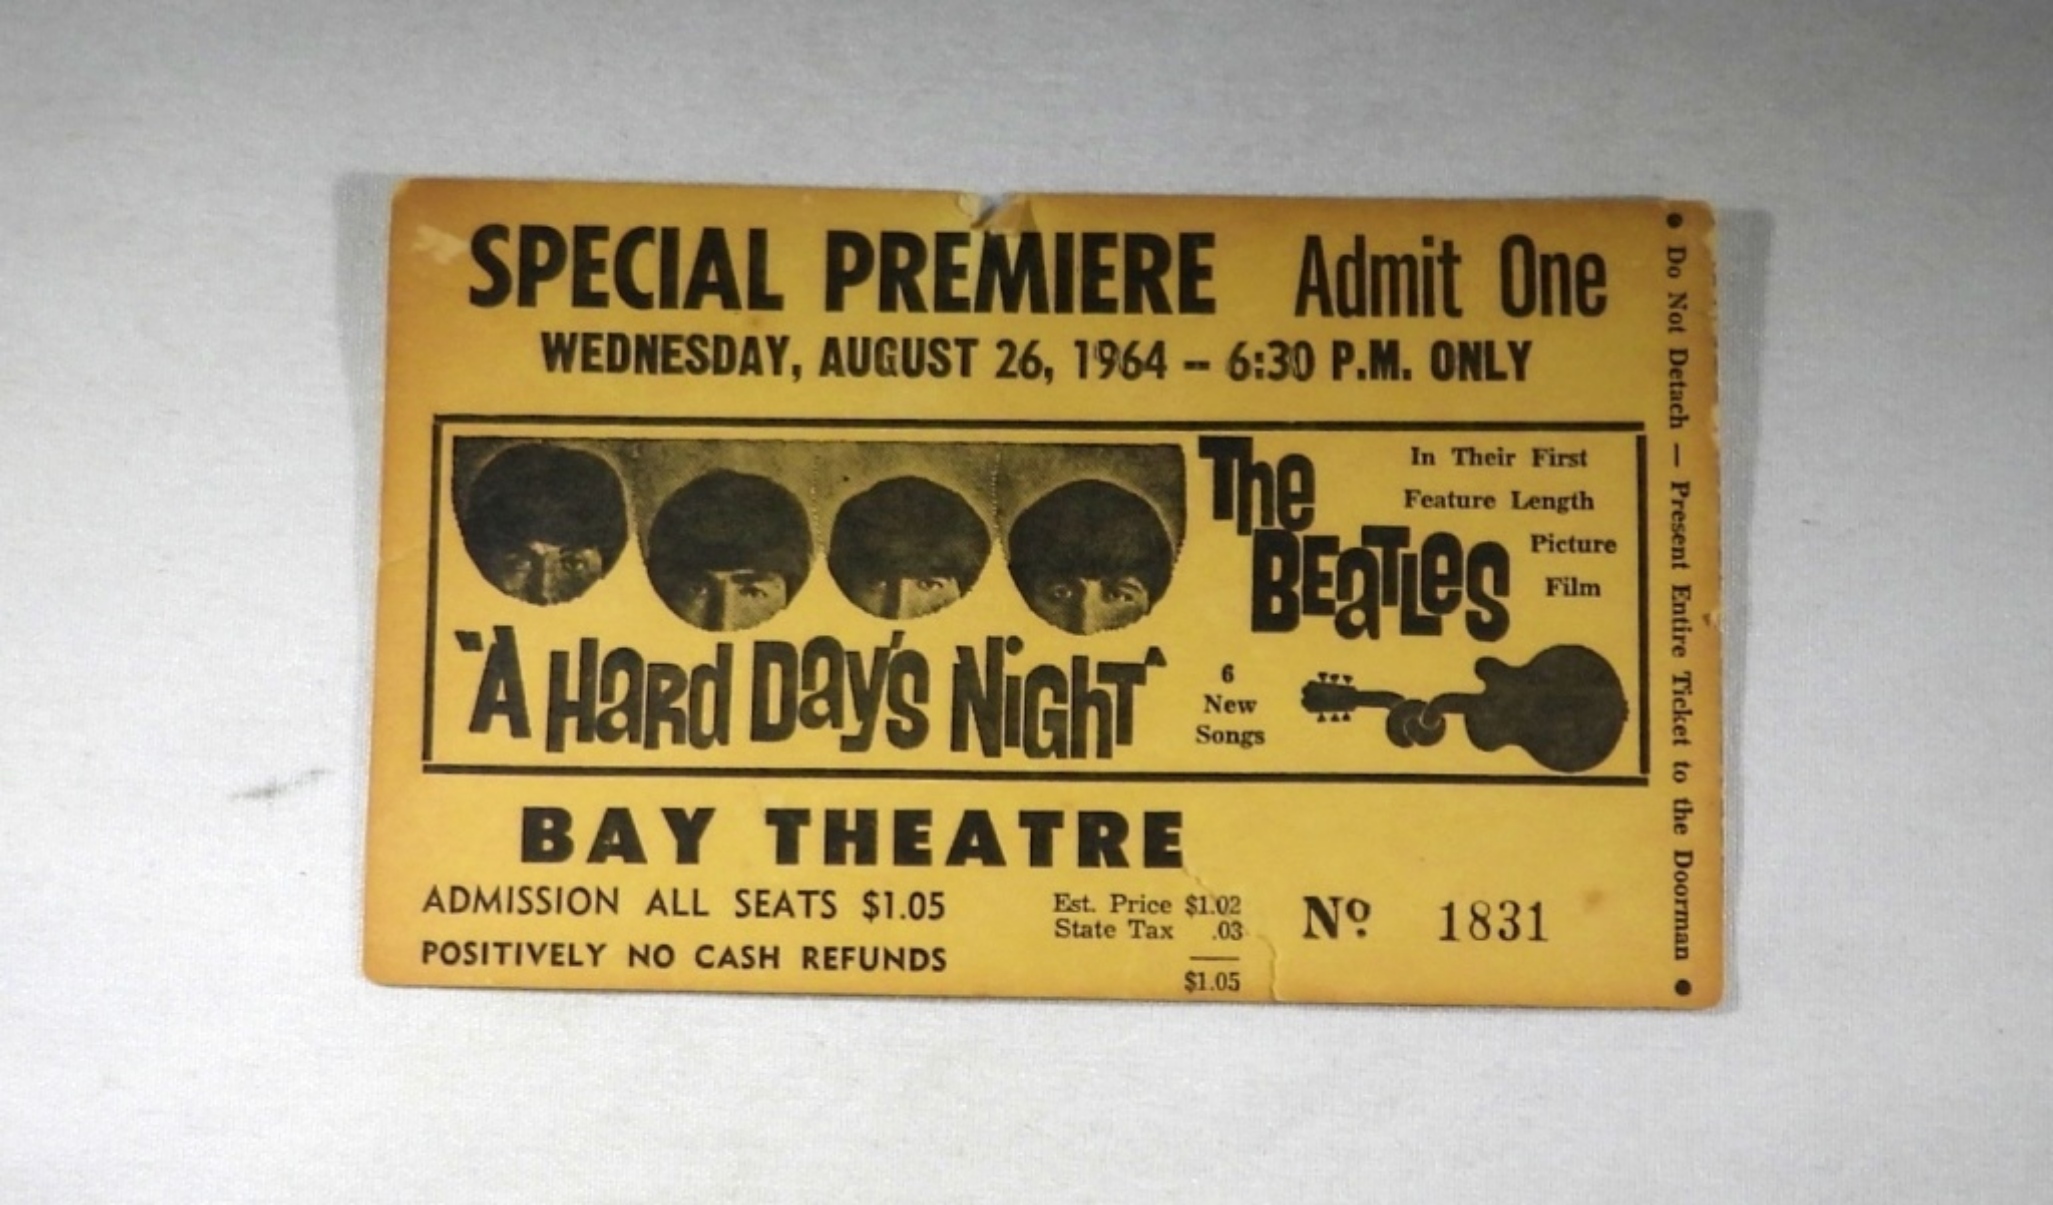 SPECIAL PREMIERE Admit One
WEDNESDAY, AUGUST 26, 1964 -- 6:30 P.M. ONLY
The
BEATLES
In Their First
Feature Length
Picture
Film
"A HARD DAY'S NIGHT"
6
New
Songs
BAY THEATRE
ADMISSION ALL SEATS $1.05
POSITIVELY NO CASH REFUNDS
Est. Price $1.02
State Tax .03
$1.05
Nº 1831
● Do Not Detach — Present Entire Ticket to the Doorman ●